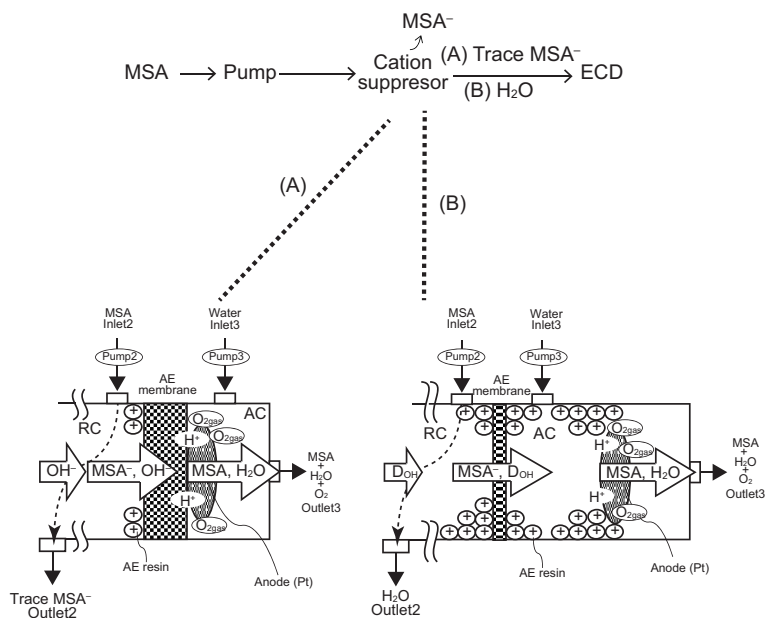 MSA⁻
MSA
Pump
Cation
suppresor
(A) Trace MSA⁻
(B) H₂O
ECD
(A)
(B)
MSA
Inlet2
Water
Inlet3
Pump2
Pump3
AE
membrane
RC
AC
O₂gas
O₂gas
H⁺
OH⁻
MSA⁻, OH⁻
MSA, H₂O
H⁺
O₂gas
MSA
+
H₂O
+
O₂
Outlet3
AE resin
Anode (Pt)
Trace MSA⁻
Outlet2
MSA
Inlet2
Water
Inlet3
Pump2
Pump3
AE
membrane
RC
AC
O₂gas
H⁺
O₂gas
D_OH
MSA⁻, D_OH
MSA, H₂O
H⁺
O₂gas
MSA
+
H₂O
+
O₂
Outlet3
AE resin
Anode (Pt)
H₂O
Outlet2